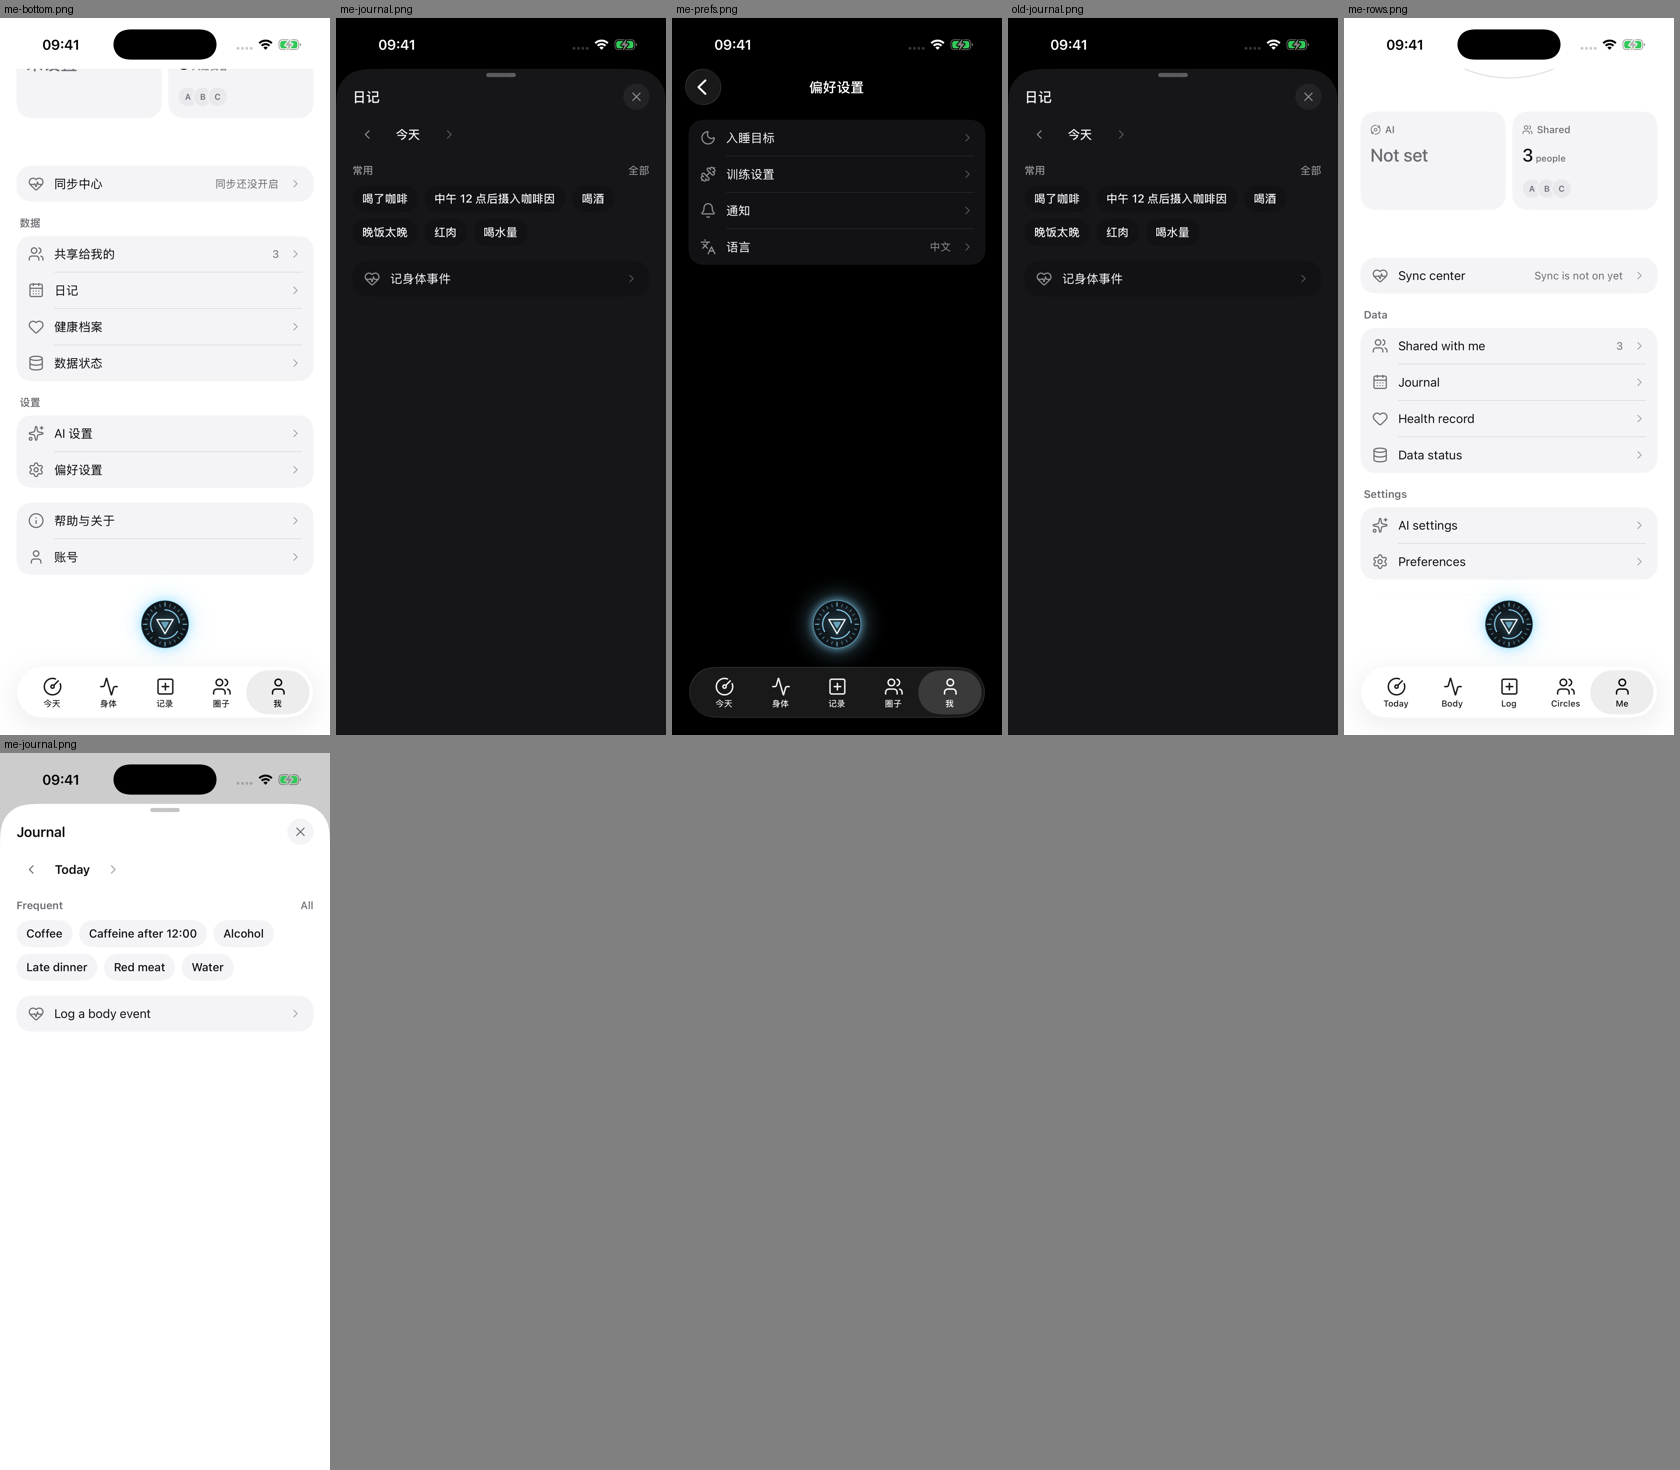 me-bottom.png
09:41
A B C
同步中心 同步还没开启
数据
共享给我的 3
日记
健康档案
数据状态
设置
AI 设置
偏好设置
帮助与关于
账号
今天 身体 记录 圈子 我
me-journal.png
09:41
日记
今天
常用 全部
喝了咖啡 中午 12 点后摄入咖啡因 喝酒
晚饭太晚 红肉 喝水量
记身体事件
me-prefs.png
09:41
偏好设置
入睡目标
训练设置
通知
语言 中文
今天 身体 记录 圈子 我
old-journal.png
09:41
日记
今天
常用 全部
喝了咖啡 中午 12 点后摄入咖啡因 喝酒
晚饭太晚 红肉 喝水量
记身体事件
me-rows.png
09:41
AI
Not set
Shared
3 people
A B C
Sync center Sync is not on yet
Data
Shared with me 3
Journal
Health record
Data status
Settings
AI settings
Preferences
Today Body Log Circles Me
me-journal.png
09:41
Journal
Today
Frequent All
Coffee Caffeine after 12:00 Alcohol
Late dinner Red meat Water
Log a body event